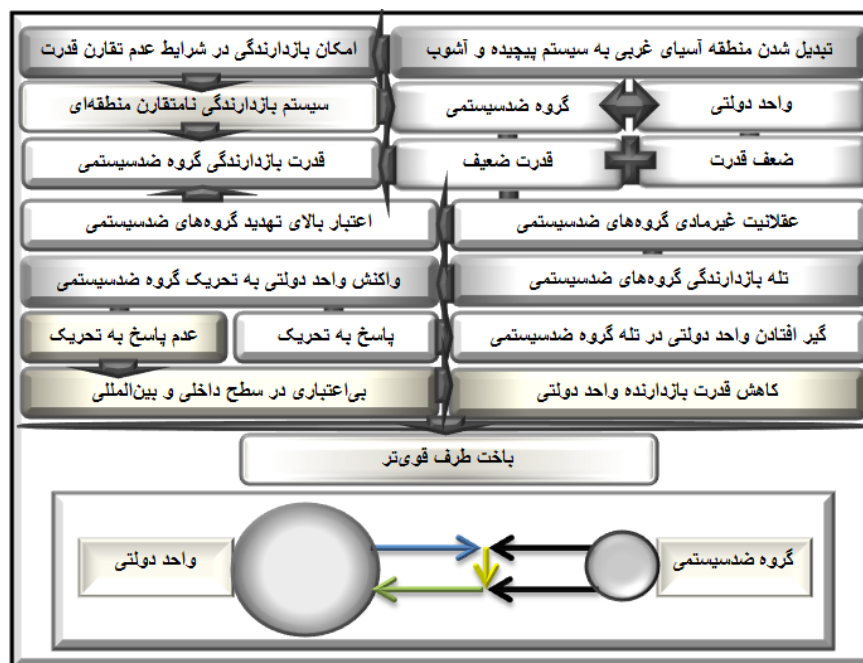 تبدیل شدن منطقه آسیای غربی به سیستم پیچیده و آشوب
امکان بازدارندگی در شرایط عدم تقارن قدرت
واحد دولتی
گروه ضدسیستمی
سیستم بازدارندگی نامتقارن منطقه‌ای
ضعف قدرت
قدرت ضعیف
قدرت بازدارندگی گروه ضدسیستمی
عقلانیت غیرمادی گروه‌های ضدسیستمی
اعتبار بالای تهدید گروه‌های ضدسیستمی
تله بازدارندگی گروه‌های ضدسیستمی
واکنش واحد دولتی به تحریک گروه ضدسیستمی
گیر افتادن واحد دولتی در تله گروه ضدسیستمی
پاسخ به تحریک
عدم پاسخ به تحریک
کاهش قدرت بازدارنده واحد دولتی
بی‌اعتباری در سطح داخلی و بین‌المللی
باخت طرف قوی‌تر
گروه ضدسیستمی
واحد دولتی